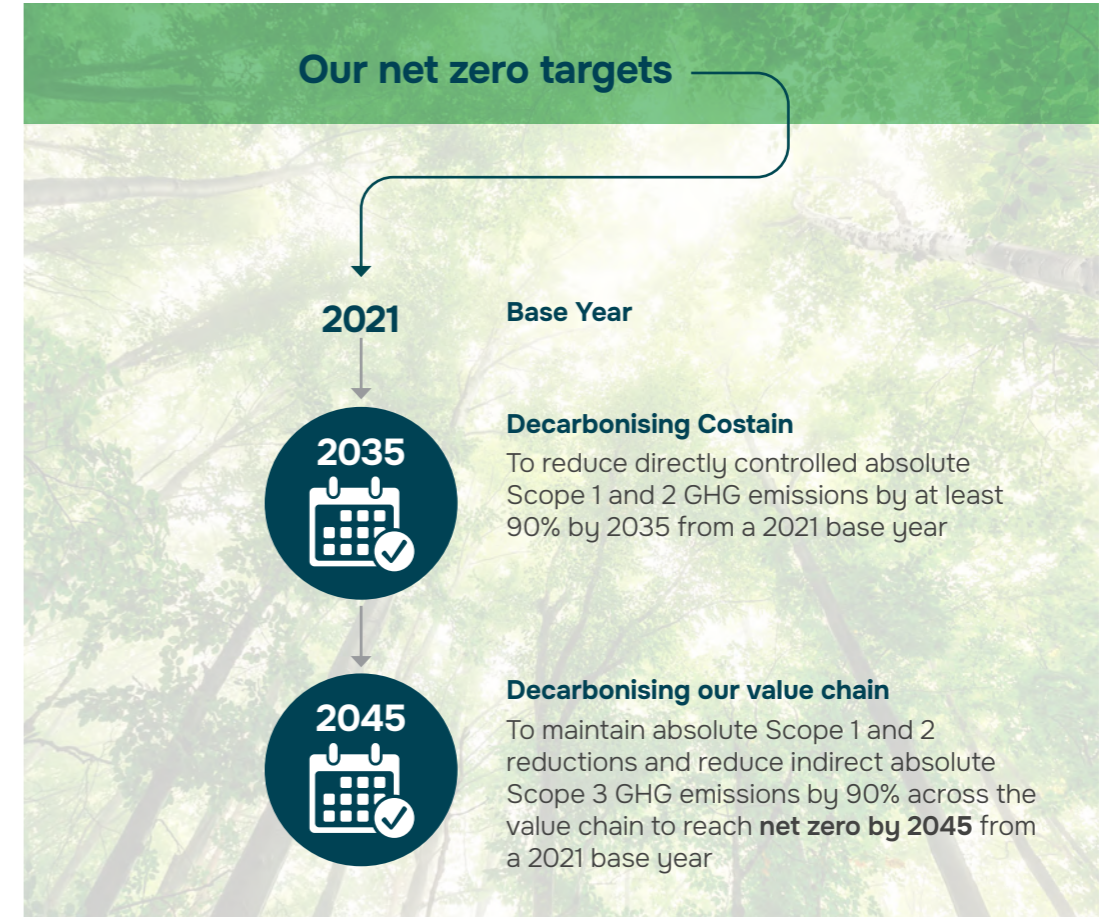 Our net zero targets
2021
Base Year
2035
Decarbonising Costain
To reduce directly controlled absolute
Scope 1 and 2 GHG emissions by at least
90% by 2035 from a 2021 base year
2045
Decarbonising our value chain
To maintain absolute Scope 1 and 2
reductions and reduce indirect absolute
Scope 3 GHG emissions by 90% across the
value chain to reach net zero by 2045 from
a 2021 base year